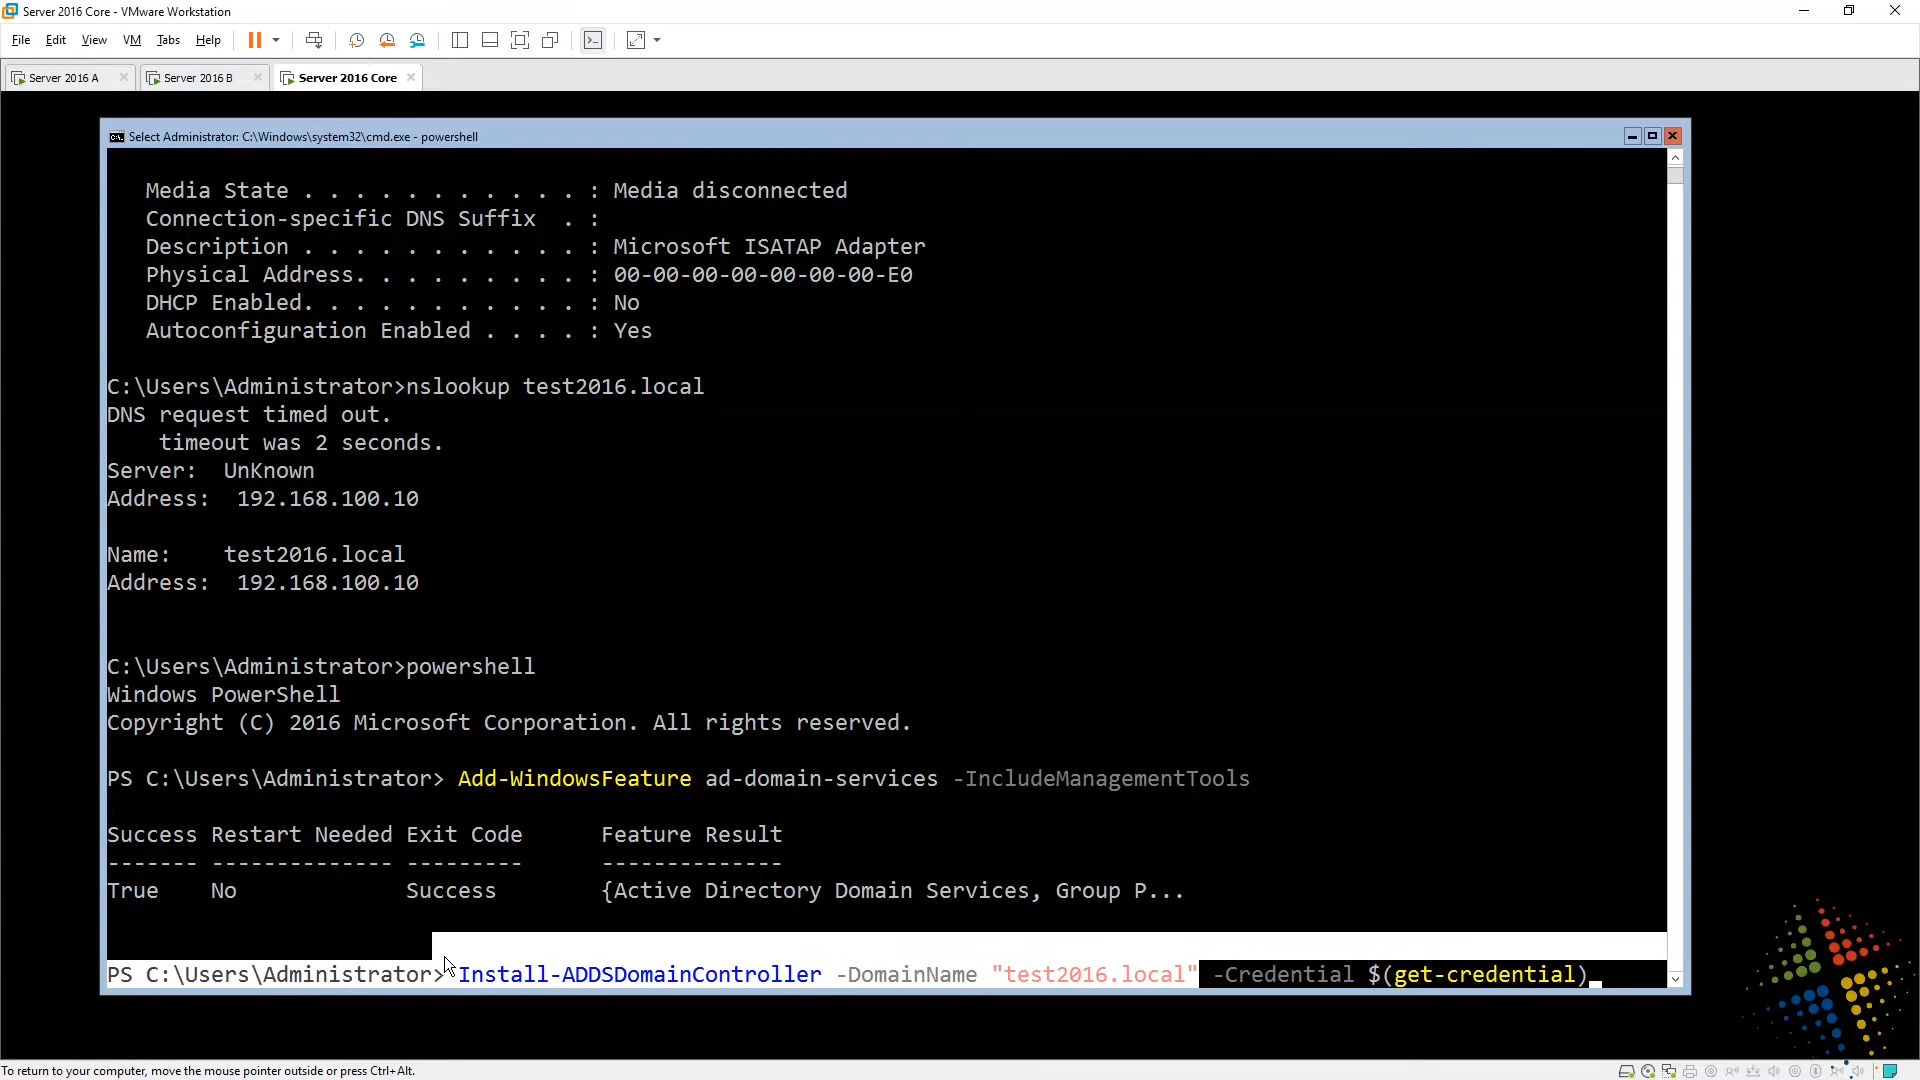 Server 2016 Core - VMware Workstation
File Edit View VM Tabs Help
Server 2016 A Server 2016 B Server 2016 Core
Select Administrator: C:\Windows\system32\cmd.exe - powershell
Media State . . . . . . . . . . . : Media disconnected
Connection-specific DNS Suffix  . :
Description . . . . . . . . . . . : Microsoft ISATAP Adapter
Physical Address. . . . . . . . . : 00-00-00-00-00-00-00-E0
DHCP Enabled. . . . . . . . . . . : No
Autoconfiguration Enabled . . . . : Yes
C:\Users\Administrator>nslookup test2016.local
DNS request timed out.
timeout was 2 seconds.
Server:  UnKnown
Address:  192.168.100.10
Name:    test2016.local
Address:  192.168.100.10
C:\Users\Administrator>powershell
Windows PowerShell
Copyright (C) 2016 Microsoft Corporation. All rights reserved.
PS C:\Users\Administrator> Add-WindowsFeature ad-domain-services -IncludeManagementTools
Success Restart Needed Exit Code      Feature Result
------- -------------- ---------      --------------
True    No             Success        {Active Directory Domain Services, Group P...
PS C:\Users\Administrator> Install-ADDSDomainController -DomainName "test2016.local" -Credential $(get-credential)
To return to your computer, move the mouse pointer outside or press Ctrl+Alt.